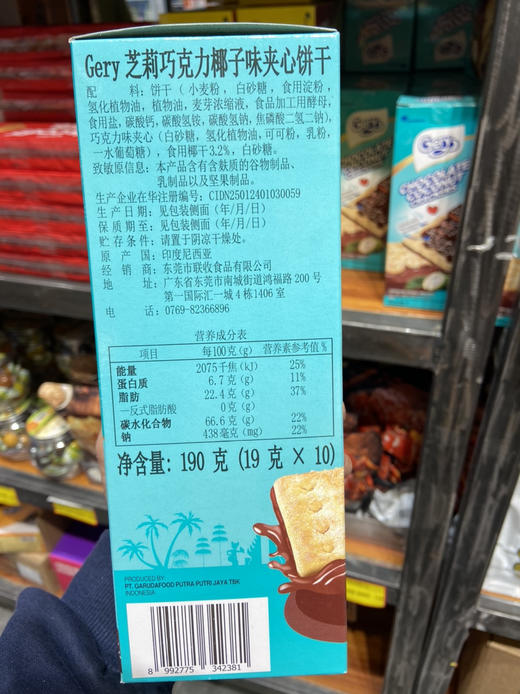 Gery 芝莉巧克力椰子味夹心饼干
配 料：饼干（小麦粉，白砂糖，食用淀粉，
氢化植物油，植物油，麦芽浓缩液，食品加工用酵母，
食用盐，碳酸钙，碳酸氢铵，碳酸氢钠，焦磷酸二氢二钠），
巧克力味夹心（白砂糖，氢化植物油，可可粉，乳粉，
一水葡萄糖），食用椰干3.2%，白砂糖。
致敏原信息：本产品含有含麸质的谷物制品、
乳制品以及坚果制品。
生产企业在华注册编号：CIDN25012401030059
生产日期：见包装侧面（年/月/日）
保质期至：见包装侧面（年/月/日）
贮存条件：请置于阴凉干燥处。
原产国：印度尼西亚
经销商：东莞市联收食品有限公司
地址：广东省东莞市南城街道鸿福路200号
第一国际汇一城4栋1406室
电话：0769-82366896
营养成分表
项目 每100克(g) 营养素参考值%
能量 2075千焦(kJ) 25%
蛋白质 6.7克(g) 11%
脂肪 22.4克(g) 37%
—反式脂肪酸 0克(g)
碳水化合物 66.6克(g) 22%
钠 438毫克(mg) 22%
净含量：190克（19克×10）
PRODUCED BY:
PT. GARUDAFOOD PUTRA PUTRI JAYA TBK
INDONESIA
8 992775 342381
Gery